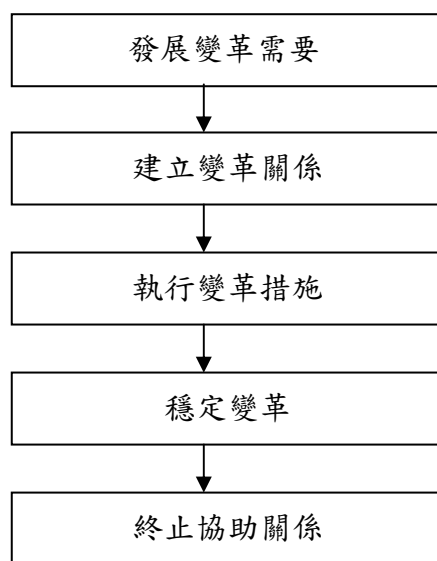 發展變革需要
建立變革關係
執行變革措施
穩定變革
終止協助關係